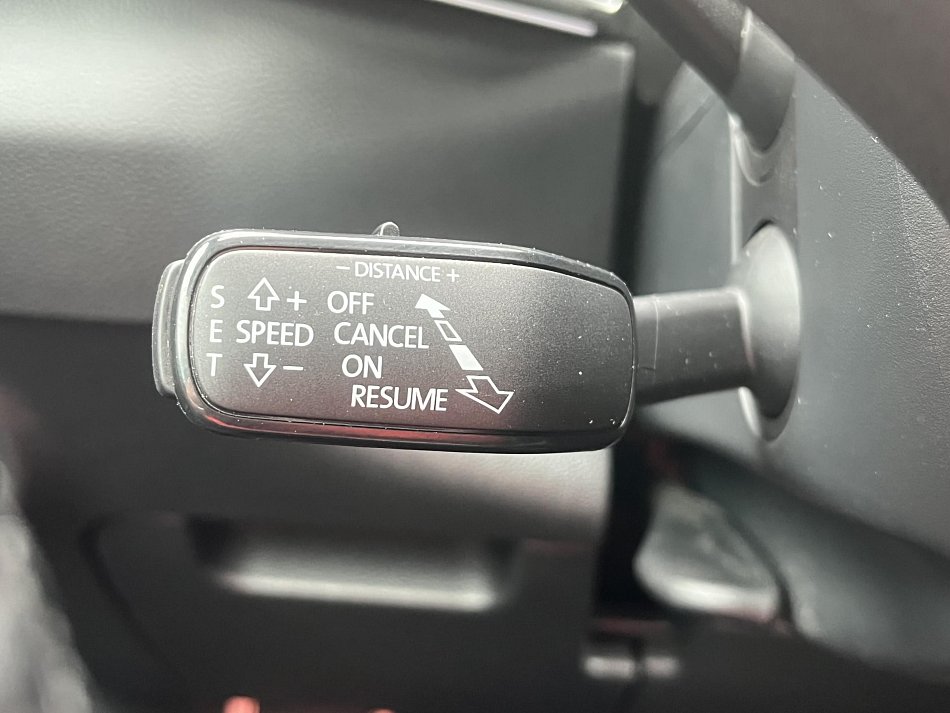 – DISTANCE +
S + OFF
E SPEED CANCEL
T – ON
RESUME